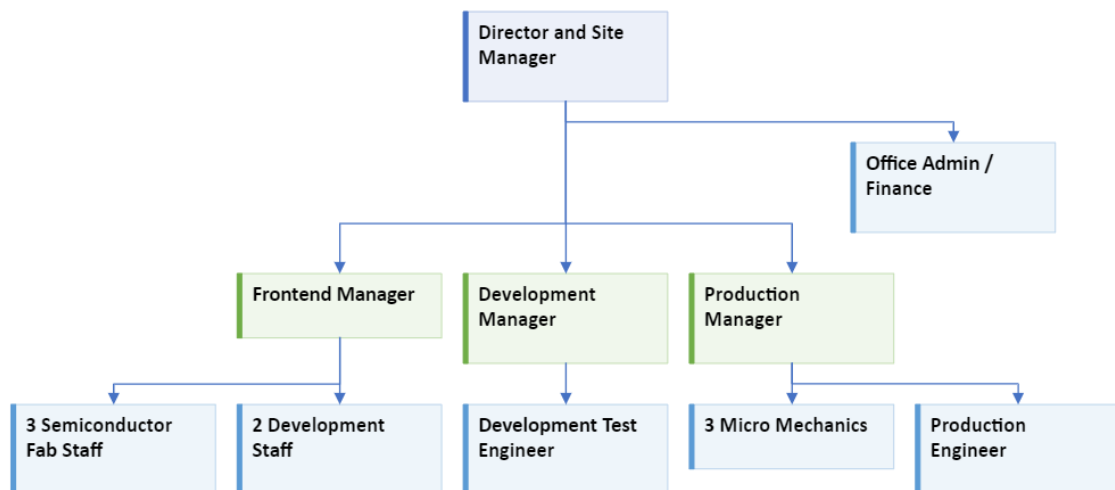 Director and Site
Manager
Office Admin /
Finance
Frontend Manager
Development
Manager
Production
Manager
3 Semiconductor
Fab Staff
2 Development
Staff
Development Test
Engineer
3 Micro Mechanics
Production
Engineer